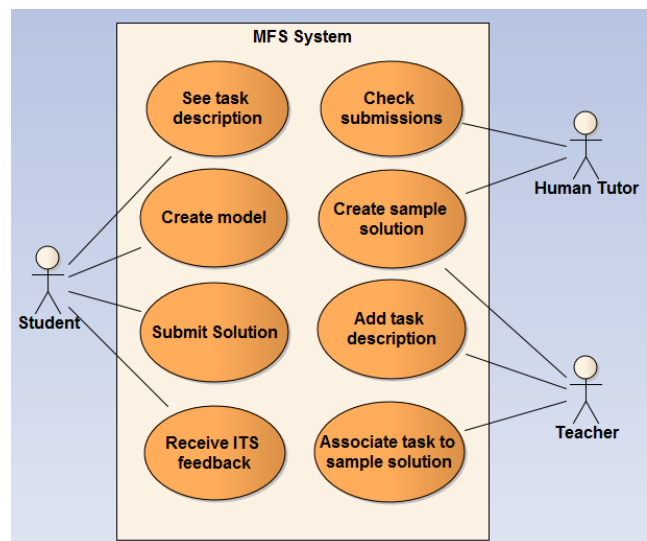 MFS System
See task
description
Check
submissions
Human Tutor
Create model
Create sample
solution
Student
Submit Solution
Add task
description
Teacher
Receive ITS
feedback
Associate task to
sample solution